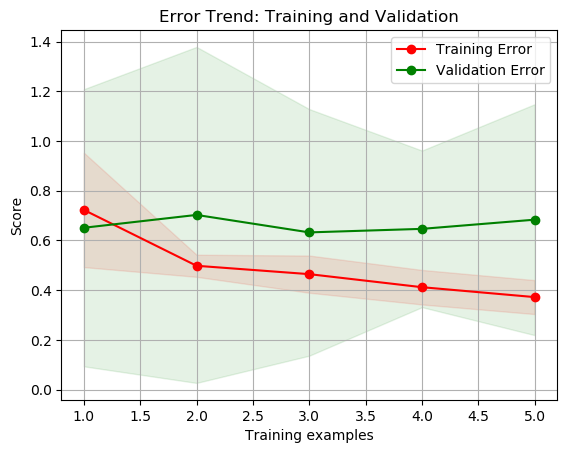 Error Trend: Training and Validation
1.4
1.2
1.0
0.8
0.6
0.4
0.2
0.0
Score
Training Error
Validation Error
1.0 1.5 2.0 2.5 3.0 3.5 4.0 4.5 5.0
Training examples